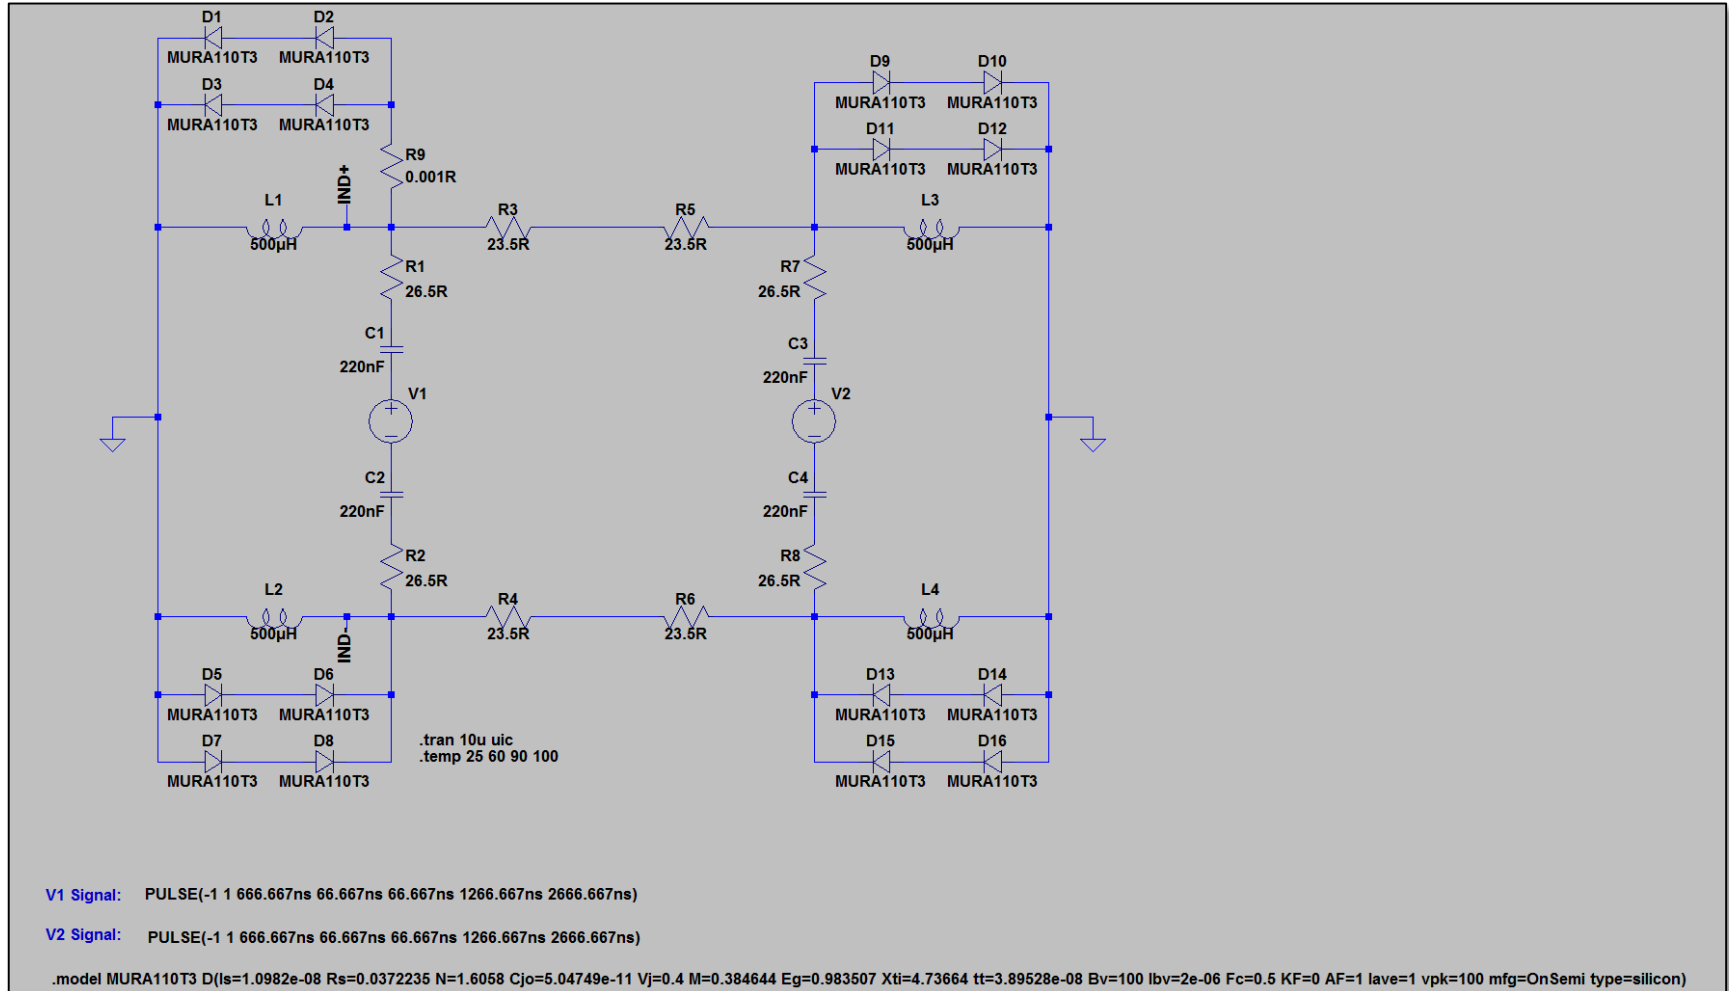 D1 D2
MURA110T3 MURA110T3
D3 D4
MURA110T3 MURA110T3
D9 D10
MURA110T3 MURA110T3
D11 D12
MURA110T3 MURA110T3
R9
0.001R
IND+
L1
500µH
R3
23.5R
R5
23.5R
L3
500µH
R1
26.5R
R7
26.5R
C1
220nF
C3
220nF
V1
+
−
V2
+
−
C2
220nF
C4
220nF
R2
26.5R
R8
26.5R
L2
500µH
IND-
R4
23.5R
R6
23.5R
L4
500µH
D5 D6
MURA110T3 MURA110T3
D7 D8
MURA110T3 MURA110T3
D13 D14
MURA110T3 MURA110T3
D15 D16
MURA110T3 MURA110T3
.tran 10u uic
.temp 25 60 90 100
V1 Signal: PULSE(-1 1 666.667ns 66.667ns 66.667ns 1266.667ns 2666.667ns)
V2 Signal: PULSE(-1 1 666.667ns 66.667ns 66.667ns 1266.667ns 2666.667ns)
.model MURA110T3 D(Is=1.0982e-08 Rs=0.0372235 N=1.6058 Cjo=5.04749e-11 Vj=0.4 M=0.384644 Eg=0.983507 Xti=4.73664 tt=3.89528e-08 Bv=100 Ibv=2e-06 Fc=0.5 KF=0 AF=1 Iave=1 vpk=100 mfg=OnSemi type=silicon)